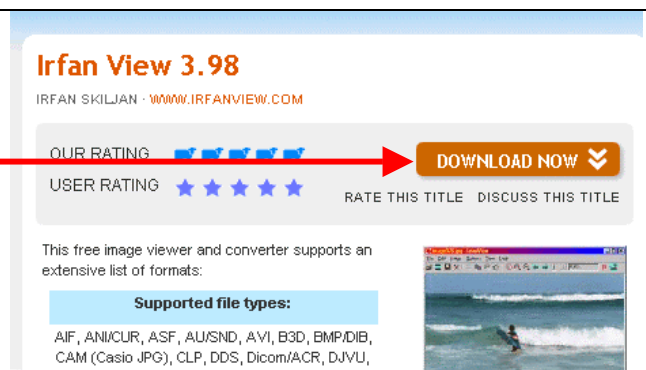 Irfan View 3.98
IRFAN SKILJAN · WWW.IRFANVIEW.COM
OUR RATING
DOWNLOAD NOW
USER RATING
RATE THIS TITLE DISCUSS THIS TITLE
This free image viewer and converter supports an
extensive list of formats:
Supported file types:
AIF, ANI/CUR, ASF, AU/SND, AVI, B3D, BMP/DIB,
CAM (Casio JPG), CLP, DDS, Dicom/ACR, DJVU,